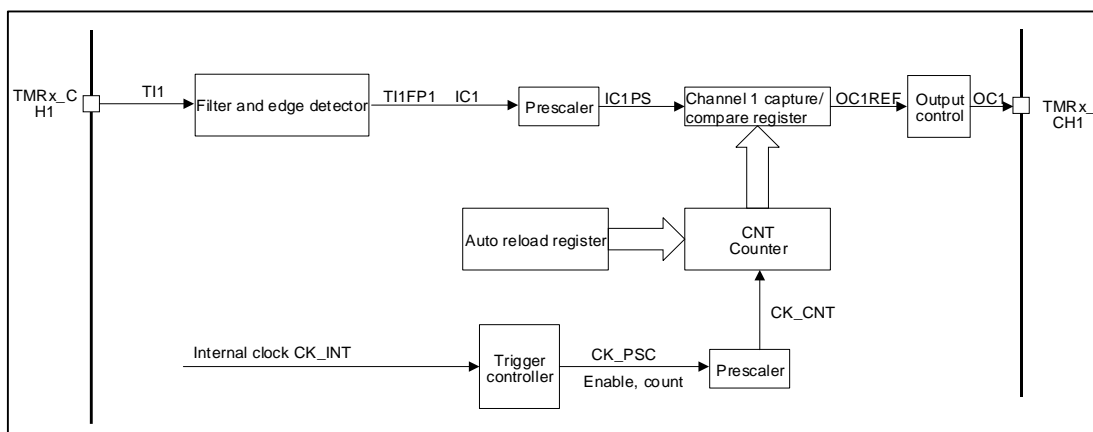 TMRx_C
H1
TI1
Filter and edge detector
TI1FP1
IC1
Prescaler
IC1PS
Channel 1 capture/
compare register
OC1REF
Output
control
OC1
TMRx_
CH1
Auto reload register
CNT
Counter
CK_CNT
Internal clock CK_INT
Trigger
controller
CK_PSC
Enable, count
Prescaler